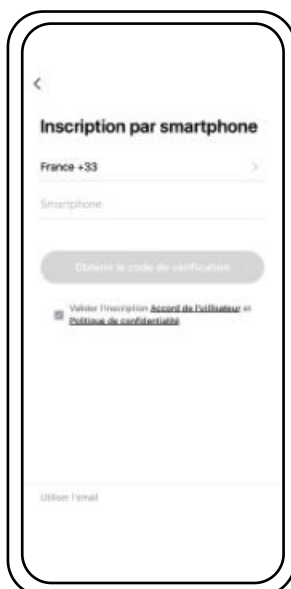 Inscription par smartphone
France +33
Smartphone
Obtenir le code de vérification
Valider l'inscription Accord de l'utilisateur et
Politique de confidentialité
Utiliser l'email